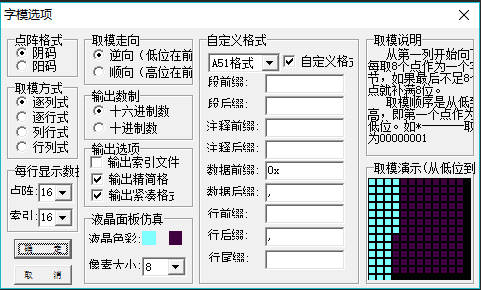 字模选项
点阵格式
阴码
阳码
取模方式
逐列式
逐行式
列行式
行列式
每行显示数据
点阵: 16
索引: 16
确 定
取 消
取模走向
逆向（低位在前
顺向（高位在前
输出数制
十六进制数
十进制数
输出选项
输出索引文件
输出精简格
输出紧凑格式
液晶面板仿真
液晶色彩:
像素大小: 8
自定义格式
A51格式
自定义格式
段前缀:
段后缀:
注释前缀:
注释后缀:
数据前缀: 0x
数据后缀: ,
行前缀:
行后缀: ,
行尾缀:
取模说明
从第一列开始向下
每取8个点作为一个字
节，如果最后不足8个
点就补满8位。
取模顺序是从低到
高，即第一个点作为最
低位。如*-------取
为00000001
取模演示(从低位到